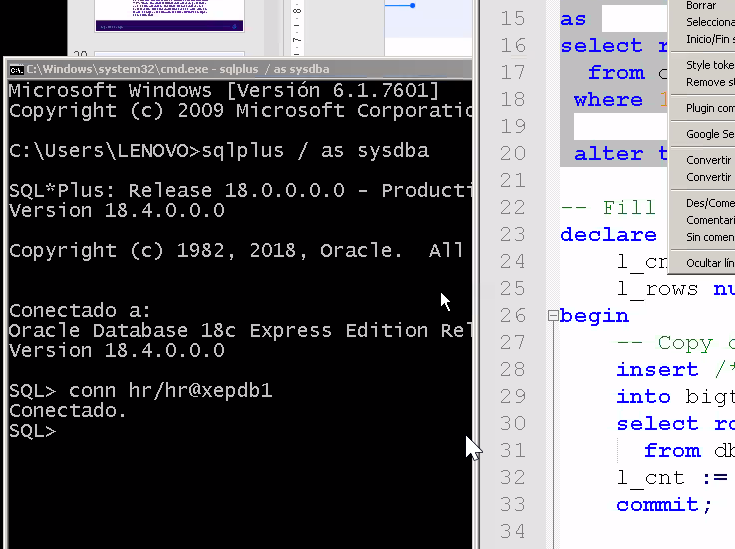 C:\Windows\system32\cmd.exe - sqlplus / as sysdba
Microsoft Windows [Versión 6.1.7601]
Copyright (c) 2009 Microsoft Corporatio
C:\Users\LENOVO>sqlplus / as sysdba
SQL*Plus: Release 18.0.0.0.0 - Producti
Version 18.4.0.0.0
Copyright (c) 1982, 2018, Oracle. All
Conectado a:
Oracle Database 18c Express Edition Rel
Version 18.4.0.0.0
SQL> conn hr/hr@xepdb1
Conectado.
SQL>
15 as
16 select r
17 from
18 where 1
19
20 alter t
21
22 -- Fill
23 declare
24 l_cn
25 l_rows nu
26 begin
27 -- Copy
28 insert /*
29 into bigt
30 select ro
31 from db
32 l_cnt :=
33 commit;
34
Borrar
Selecciona
Inicio/Fin s
Style toke
Remove st
Plugin com
Google Se
Convertir
Convertir
Des/Come
Comentari
Sin comen
Ocultar lín